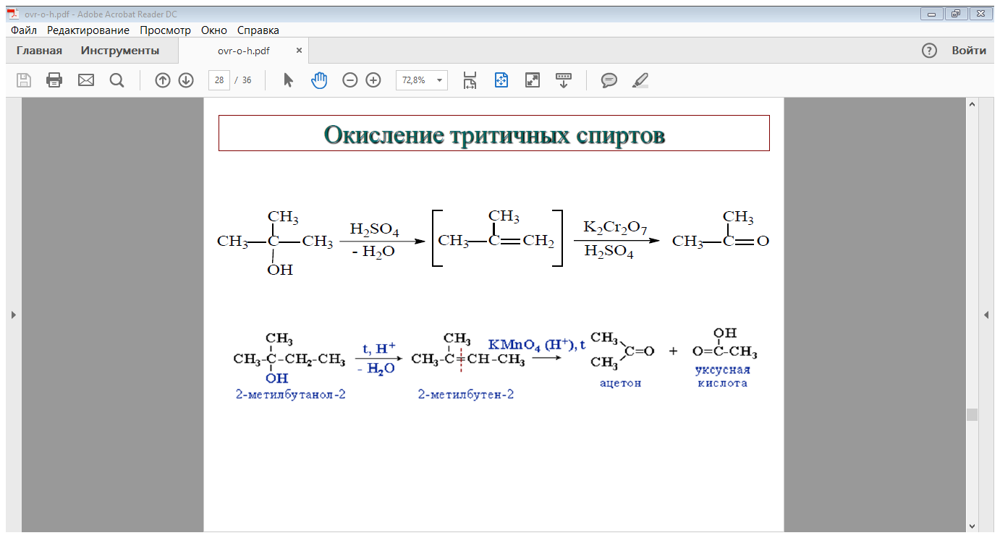 ovr-o-h.pdf - Adobe Acrobat Reader DC
Файл Редактирование Просмотр Окно Справка
Главная Инструменты ovr-o-h.pdf × ? Войти
28 / 36 72,8%
Окисление тритичных спиртов
CH3 CH3 CH3
CH3—C—CH3 H2SO4 - H2O [CH3—C=CH2] K2Cr2O7 H2SO4 CH3—C=O
OH
CH3 CH3 CH3 OH
CH3-C-CH2-CH3 t, H+ - H2O CH3-C=CH-CH3 KMnO4 (H+), t C=O + O=C-CH3
OH CH3
2-метилбутанол-2 2-метилбутен-2 ацетон уксусная
кислота